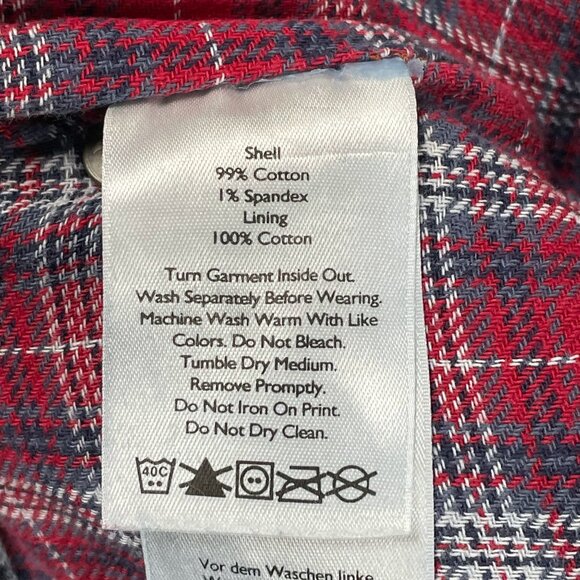 Shell
99% Cotton
1% Spandex
Lining
100% Cotton
Turn Garment Inside Out.
Wash Separately Before Wearing.
Machine Wash Warm With Like
Colors. Do Not Bleach.
Tumble Dry Medium.
Remove Promptly.
Do Not Iron On Print.
Do Not Dry Clean.
40C
Vor dem Waschen linke